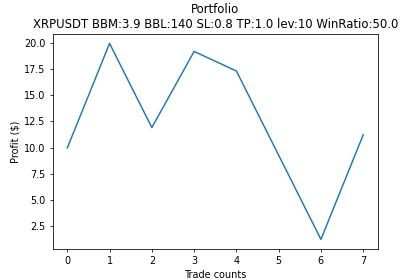 Portfolio
XRPUSDT BBM:3.9 BBL:140 SL:0.8 TP:1.0 lev:10 WinRatio:50.0
20.0
17.5
15.0
12.5
10.0
7.5
5.0
2.5
Profit ($)
0 1 2 3 4 5 6 7
Trade counts